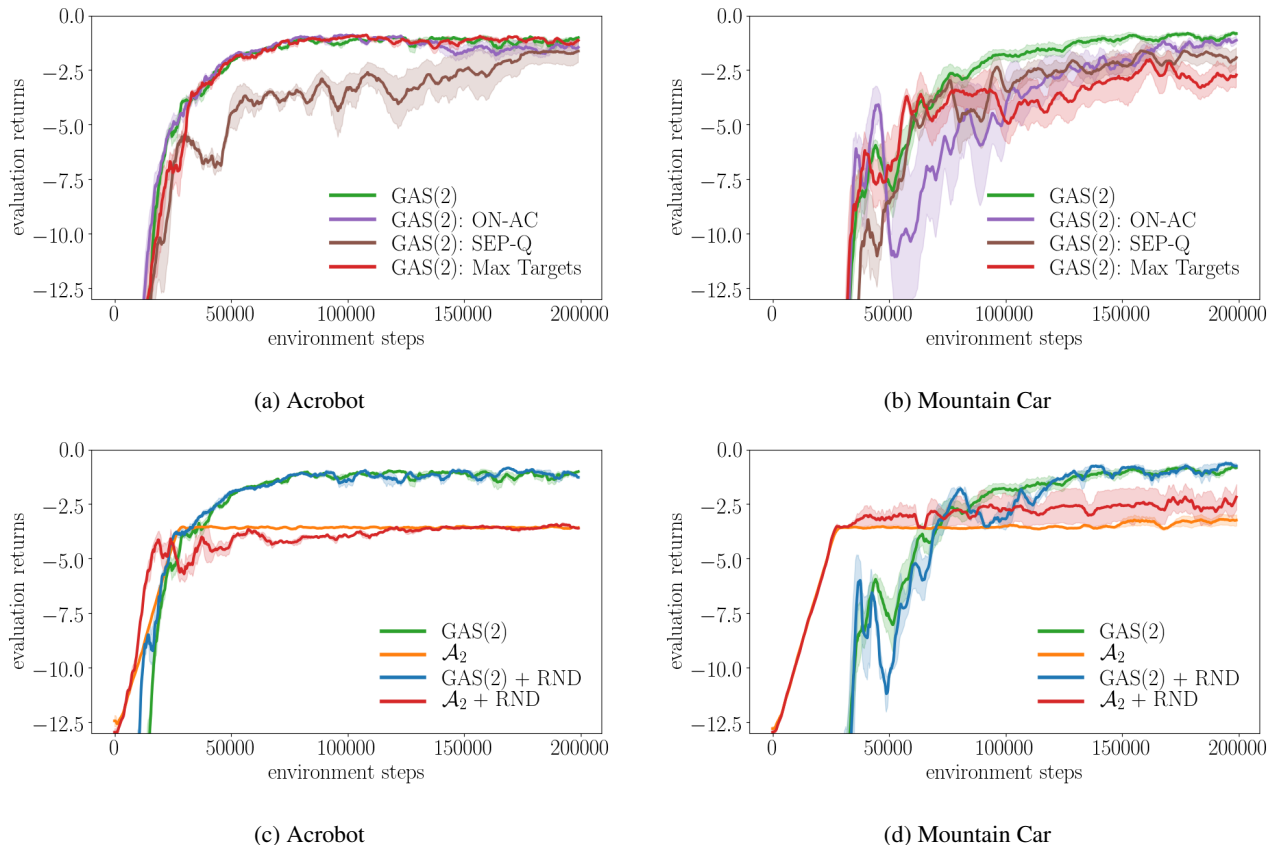 0.0
−2.5
−5.0
−7.5
−10.0
−12.5
evaluation returns
GAS(2)
GAS(2): ON-AC
GAS(2): SEP-Q
GAS(2): Max Targets
0 50000 100000 150000 200000
environment steps
(a) Acrobot
0.0
−2.5
−5.0
−7.5
−10.0
−12.5
evaluation returns
GAS(2)
GAS(2): ON-AC
GAS(2): SEP-Q
GAS(2): Max Targets
0 50000 100000 150000 200000
environment steps
(b) Mountain Car
0.0
−2.5
−5.0
−7.5
−10.0
−12.5
evaluation returns
GAS(2)
𝒜₂
GAS(2) + RND
𝒜₂ + RND
0 50000 100000 150000 200000
environment steps
(c) Acrobot
0.0
−2.5
−5.0
−7.5
−10.0
−12.5
evaluation returns
GAS(2)
𝒜₂
GAS(2) + RND
𝒜₂ + RND
0 50000 100000 150000 200000
environment steps
(d) Mountain Car